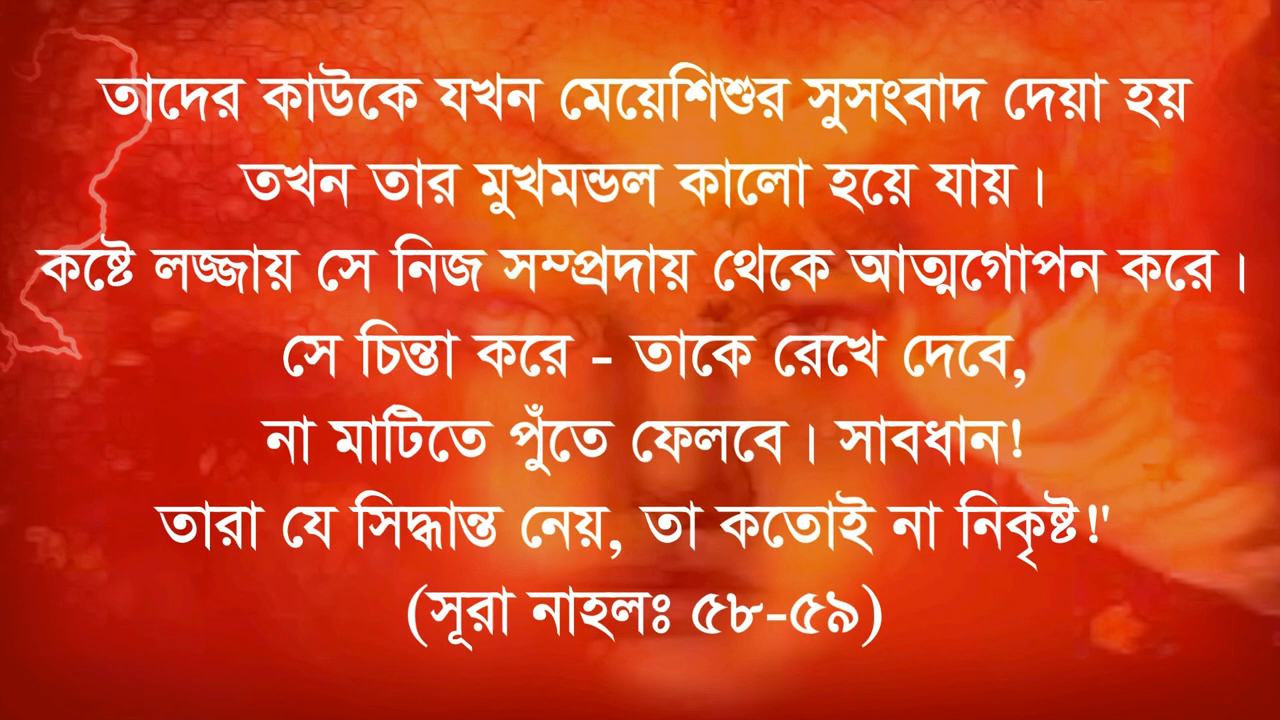 তাদের কাউকে যখন মেয়েশিশুর সুসংবাদ দেয়া হয়
তখন তার মুখমন্ডল কালো হয়ে যায়।
কষ্টে লজ্জায় সে নিজ সম্প্রদায় থেকে আত্মগোপন করে।
সে চিন্তা করে - তাকে রেখে দেবে,
না মাটিতে পুঁতে ফেলবে। সাবধান!
তারা যে সিদ্ধান্ত নেয়, তা কতোই না নিকৃষ্ট!"
(সূরা নাহলঃ ৫৮-৫৯)